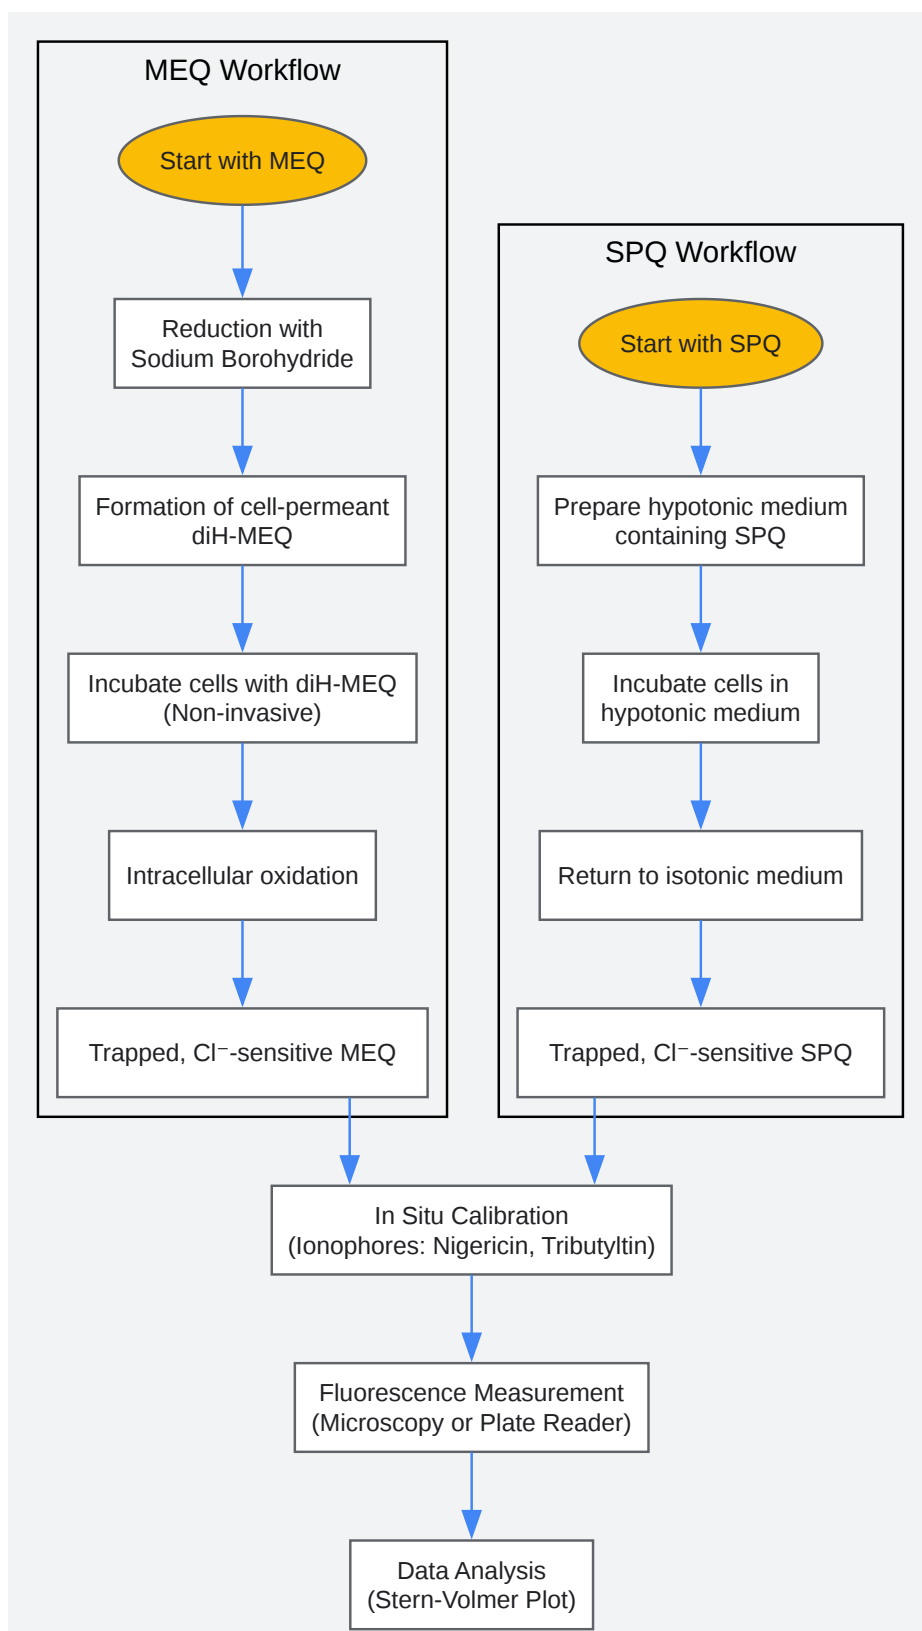 MEQ Workflow
Start with MEQ
Reduction with
Sodium Borohydride
Formation of cell-permeant
diH-MEQ
Incubate cells with diH-MEQ
(Non-invasive)
Intracellular oxidation
Trapped, Cl⁻-sensitive MEQ
SPQ Workflow
Start with SPQ
Prepare hypotonic medium
containing SPQ
Incubate cells in
hypotonic medium
Return to isotonic medium
Trapped, Cl⁻-sensitive SPQ
In Situ Calibration
(Ionophores: Nigericin, Tributyltin)
Fluorescence Measurement
(Microscopy or Plate Reader)
Data Analysis
(Stern-Volmer Plot)